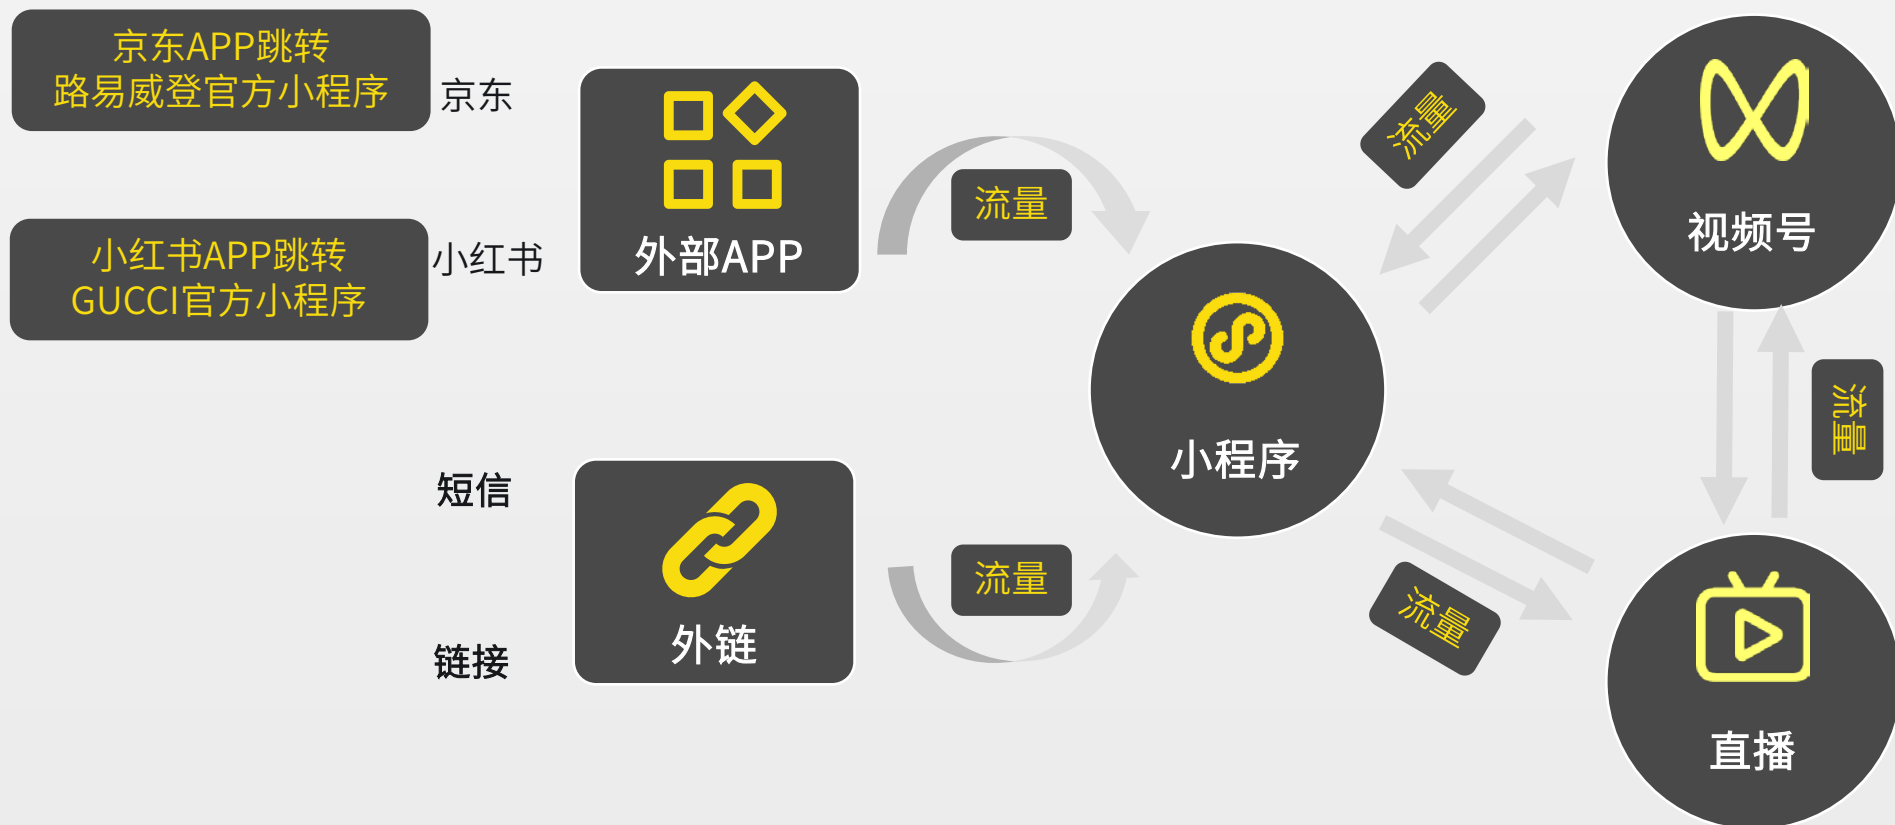 京东APP跳转
路易威登官方小程序
京东
小红书APP跳转
GUCCI官方小程序
小红书
外部APP
流量
短信
链接
外链
流量
小程序
流量
视频号
流量
流量
直播